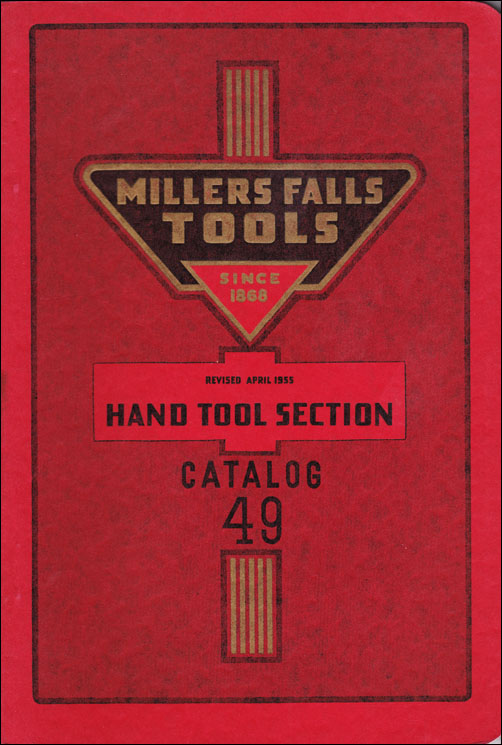 MILLERS FALLS
TOOLS
SINCE
1868
REVISED APRIL 1955
HAND TOOL SECTION
CATALOG
49